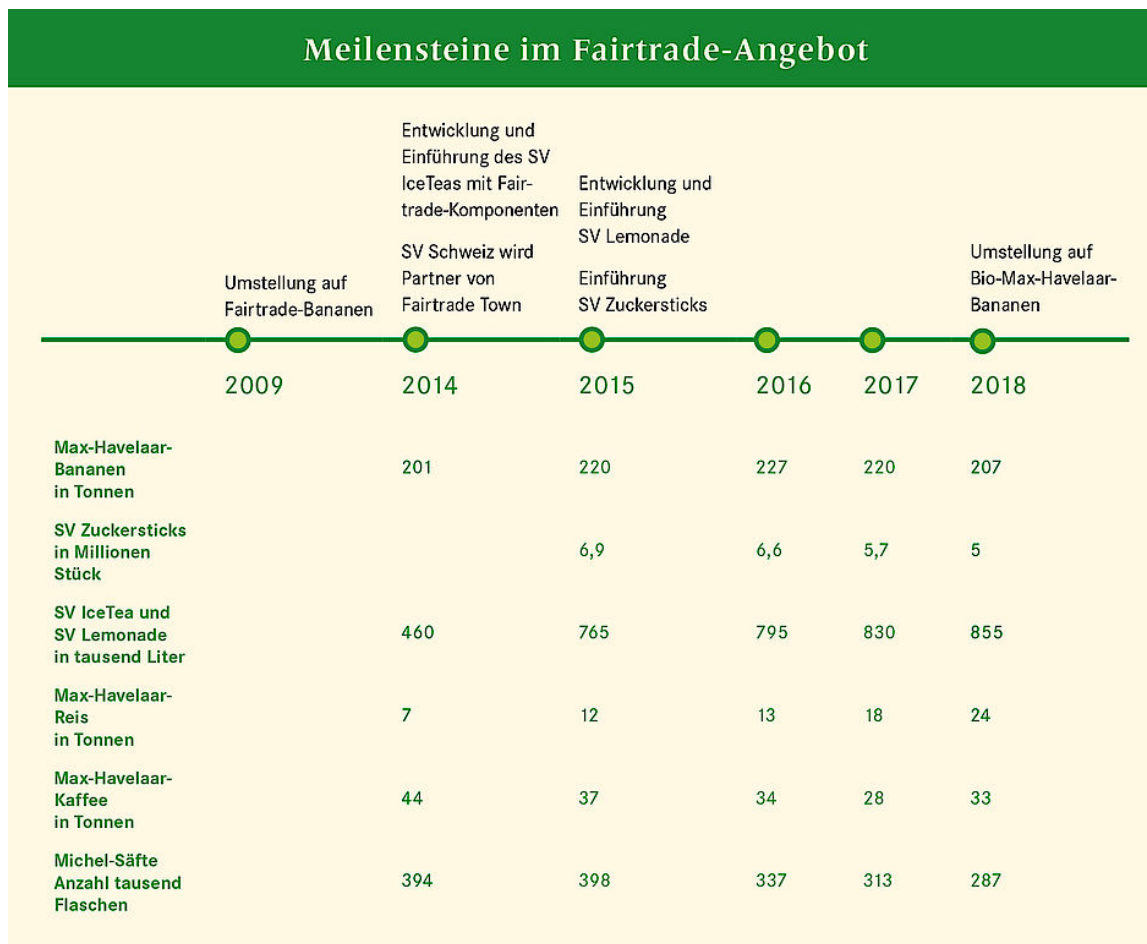 Meilensteine im Fairtrade-Angebot
Umstellung auf
Fairtrade-Bananen
Entwicklung und
Einführung des SV
IceTeas mit Fair-
trade-Komponenten
SV Schweiz wird
Partner von
Fairtrade Town
Entwicklung und
Einführung
SV Lemonade
Einführung
SV Zuckersticks
Umstellung auf
Bio-Max-Havelaar-
Bananen
2009 2014 2015 2016 2017 2018
Max-Havelaar-
Bananen
in Tonnen
201 220 227 220 207
SV Zuckersticks
in Millionen
Stück
6,9 6,6 5,7 5
SV IceTea und
SV Lemonade
in tausend Liter
460 765 795 830 855
Max-Havelaar-
Reis
in Tonnen
7 12 13 18 24
Max-Havelaar-
Kaffee
in Tonnen
44 37 34 28 33
Michel-Säfte
Anzahl tausend
Flaschen
394 398 337 313 287